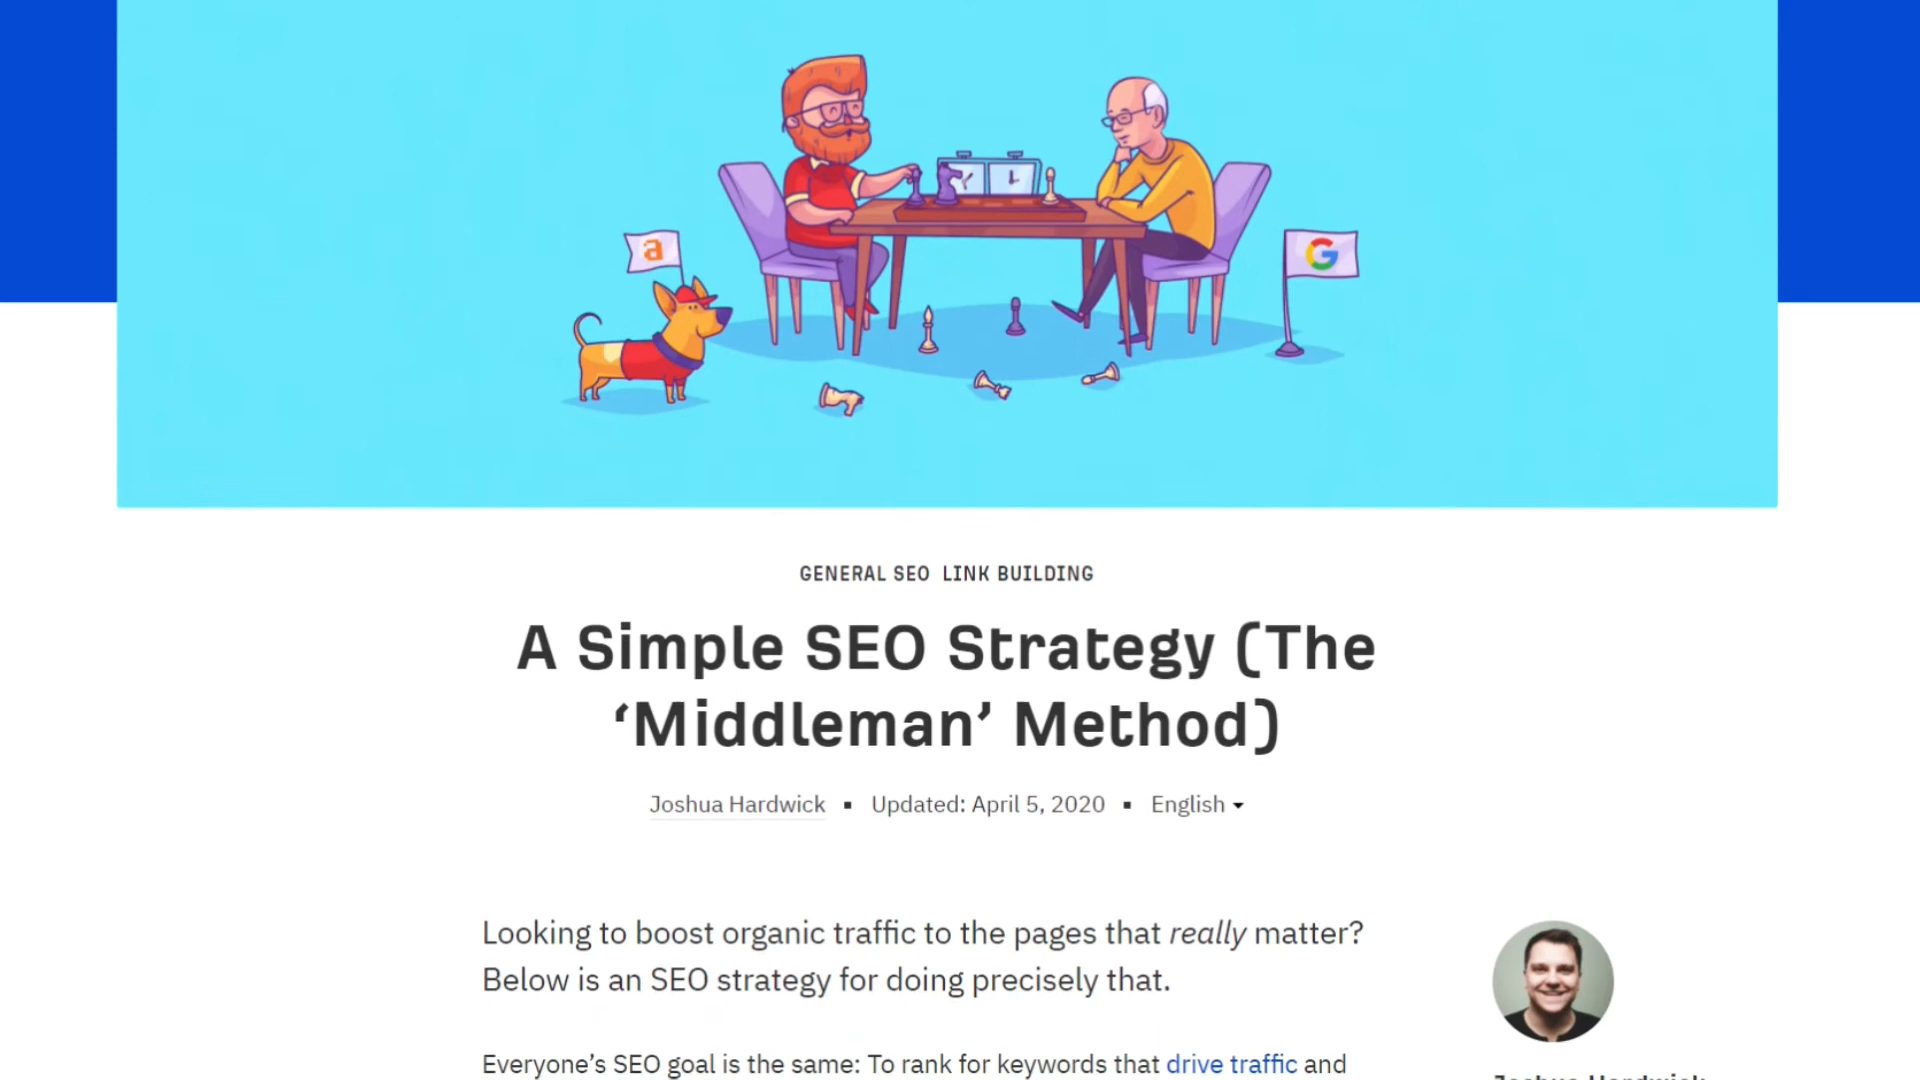 a
G
GENERAL SEO LINK BUILDING
A Simple SEO Strategy (The
‘Middleman’ Method)
Joshua Hardwick ▪ Updated: April 5, 2020 ▪ English
Looking to boost organic traffic to the pages that really matter?
Below is an SEO strategy for doing precisely that.
Everyone’s SEO goal is the same: To rank for keywords that drive traffic and
Joshua Hardwick